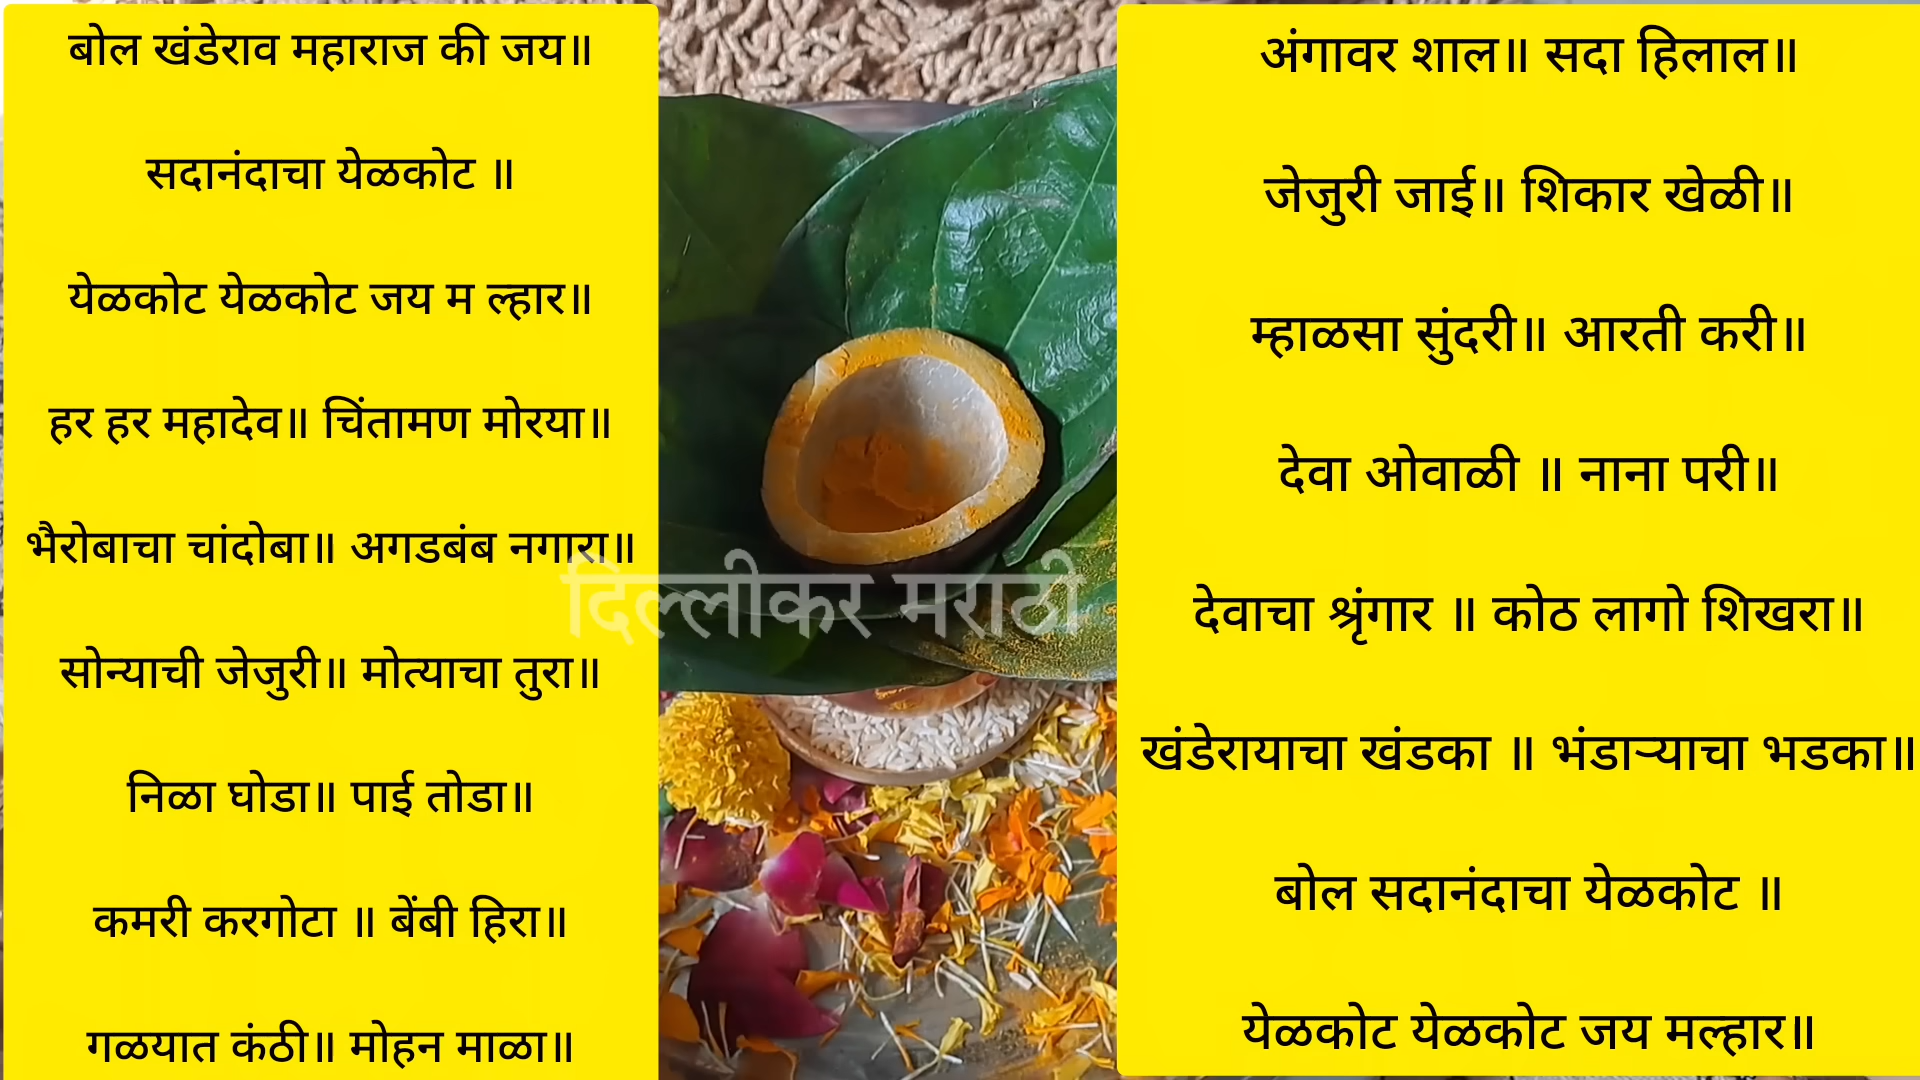 बोल खंडेराव महाराज की जय॥
सदानंदाचा येळकोट ॥
येळकोट येळकोट जय म ल्हार॥
हर हर महादेव॥ चिंतामण मोरया॥
भैरोबाचा चांदोबा॥ अगडबंब नगारा॥
सोन्याची जेजुरी॥ मोत्याचा तुरा॥
निळा घोडा॥ पाई तोडा॥
कमरी करगोटा ॥ बेंबी हिरा॥
गळयात कंठी॥ मोहन माळा॥
अंगावर शाल॥ सदा हिलाल॥
जेजुरी जाई॥ शिकार खेळी॥
म्हाळसा सुंदरी॥ आरती करी॥
देवा ओवाळी ॥ नाना परी॥
देवाचा श्रृंगार ॥ कोठ लागो शिखरा॥
खंडेरायाचा खंडका ॥ भंडाऱ्याचा भडका॥
बोल सदानंदाचा येळकोट ॥
येळकोट येळकोट जय मल्हार॥
दिल्लीकर मराठी